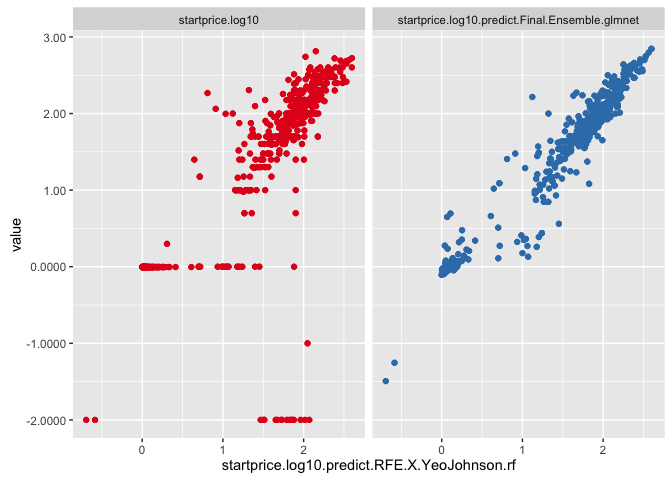 startprice.log10 startprice.log10.predict.Final.Ensemble.glmnet
3.00
2.00
1.00
0.0000
-1.0000
-2.0000
value
0 1 2 0 1 2
startprice.log10.predict.RFE.X.YeoJohnson.rf